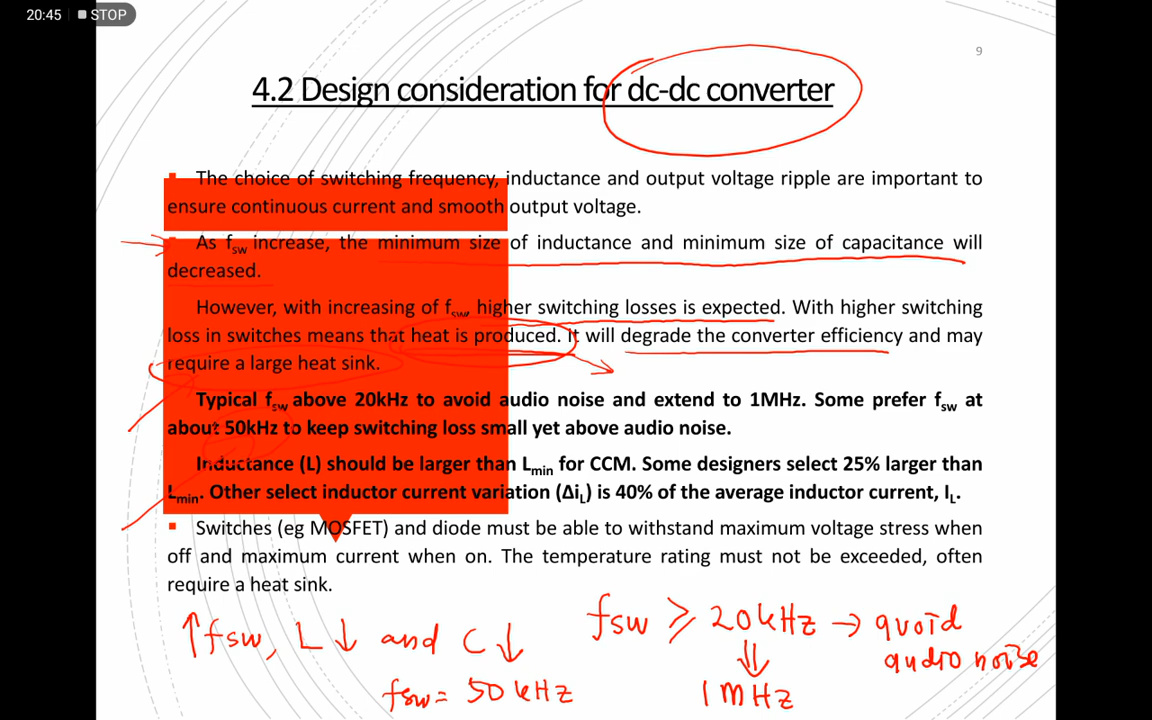 20:45 STOP
9
4.2 Design consideration for dc-dc converter
The choice of switching frequency, inductance and output voltage ripple are important to
ensure continuous current and smooth output voltage.
As fsw increase, the minimum size of inductance and minimum size of capacitance will
decreased.
However, with increasing of fsw, higher switching losses is expected. With higher switching
loss in switches means that heat is produced. It will degrade the converter efficiency and may
require a large heat sink.
Typical fsw above 20kHz to avoid audio noise and extend to 1MHz. Some prefer fsw at
about 50kHz to keep switching loss small yet above audio noise.
Inductance (L) should be larger than Lmin for CCM. Some designers select 25% larger than
Lmin. Other select inductor current variation (ΔiL) is 40% of the average inductor current, IL.
Switches (eg MOSFET) and diode must be able to withstand maximum voltage stress when
off and maximum current when on. The temperature rating must not be exceeded, often
require a heat sink.
↑fsw, L↓ and C↓
fsw ≥ 20kHz → avoid
audio noise
fsw = 50kHz
⇓
1MHz